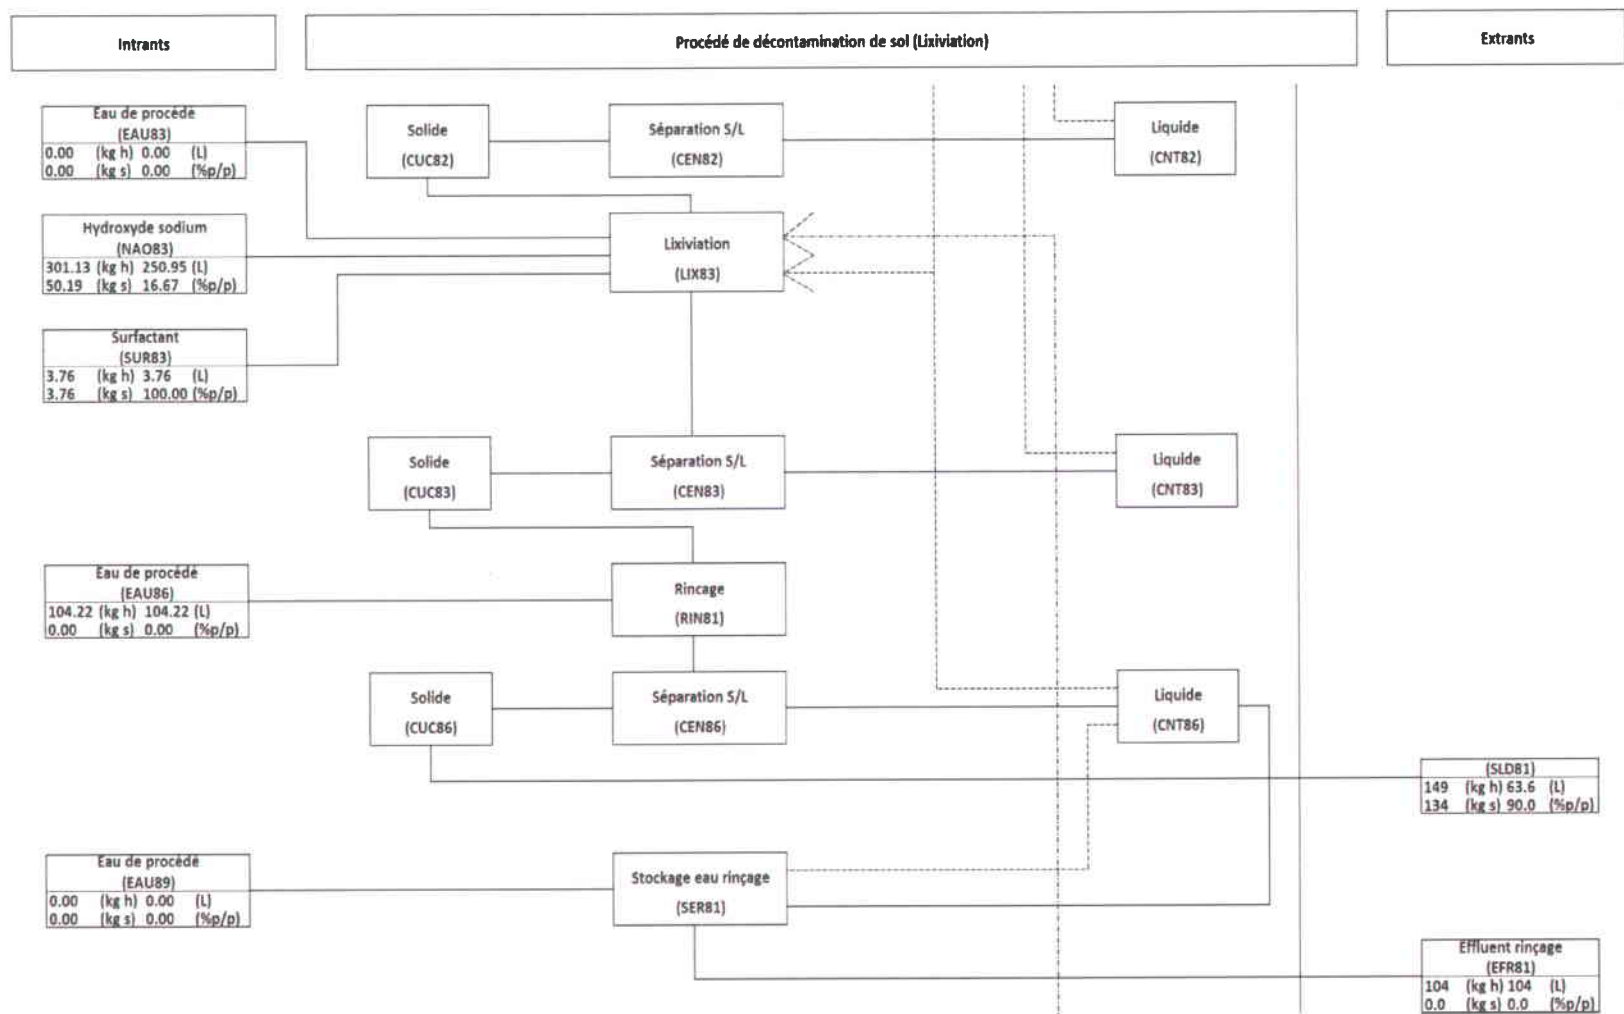 Intrants
Procédé de décontamination de sol (Lixiviation)
Extrants
Eau de procédé
(EAU83)
0.00 (kg h) 0.00 (L)
0.00 (kg s) 0.00 (%p/p)
Solide
(CUC82)
Séparation S/L
(CEN82)
Liquide
(CNT82)
Hydroxyde sodium
(NAO83)
301.13 (kg h) 250.95 (L)
50.19 (kg s) 16.67 (%p/p)
Lixiviation
(LIX83)
Surfactant
(SUR83)
3.76 (kg h) 3.76 (L)
3.76 (kg s) 100.00 (%p/p)
Solide
(CUC83)
Séparation S/L
(CEN83)
Liquide
(CNT83)
Eau de procédé
(EAU86)
104.22 (kg h) 104.22 (L)
0.00 (kg s) 0.00 (%p/p)
Rincage
(RIN81)
Solide
(CUC86)
Séparation S/L
(CEN86)
Liquide
(CNT86)
(SLD81)
149 (kg h) 63.6 (L)
134 (kg s) 90.0 (%p/p)
Eau de procédé
(EAU89)
0.00 (kg h) 0.00 (L)
0.00 (kg s) 0.00 (%p/p)
Stockage eau rinçage
(SER81)
Effluent rinçage
(EFR81)
104 (kg h) 104 (L)
0.0 (kg s) 0.0 (%p/p)